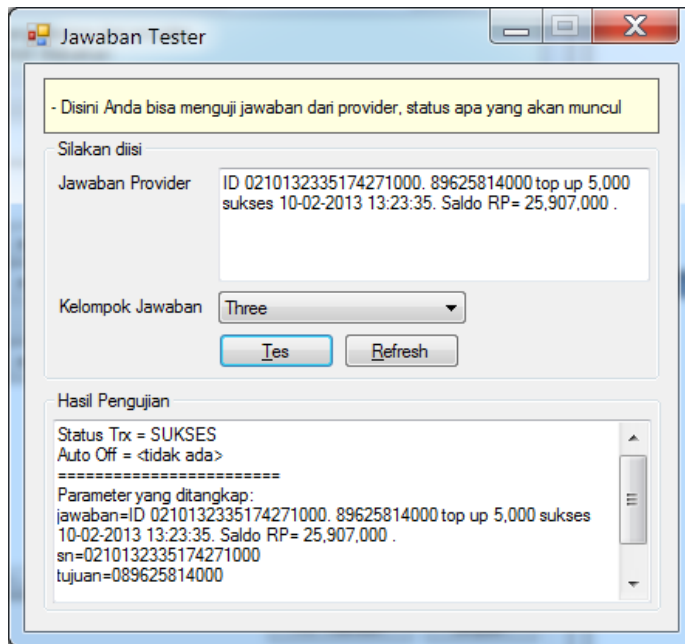 Jawaban Tester
- Disini Anda bisa menguji jawaban dari provider, status apa yang akan muncul
Silakan diisi
Jawaban Provider
ID 0210132335174271000. 89625814000 top up 5,000
sukses 10-02-2013 13:23:35. Saldo RP= 25,907,000 .
Kelompok Jawaban
Three
Tes
Refresh
Hasil Pengujian
Status Trx = SUKSES
Auto Off = <tidak ada>
========================
Parameter yang ditangkap:
jawaban=ID 0210132335174271000. 89625814000 top up 5,000 sukses
10-02-2013 13:23:35. Saldo RP= 25,907,000 .
sn=0210132335174271000
tujuan=089625814000